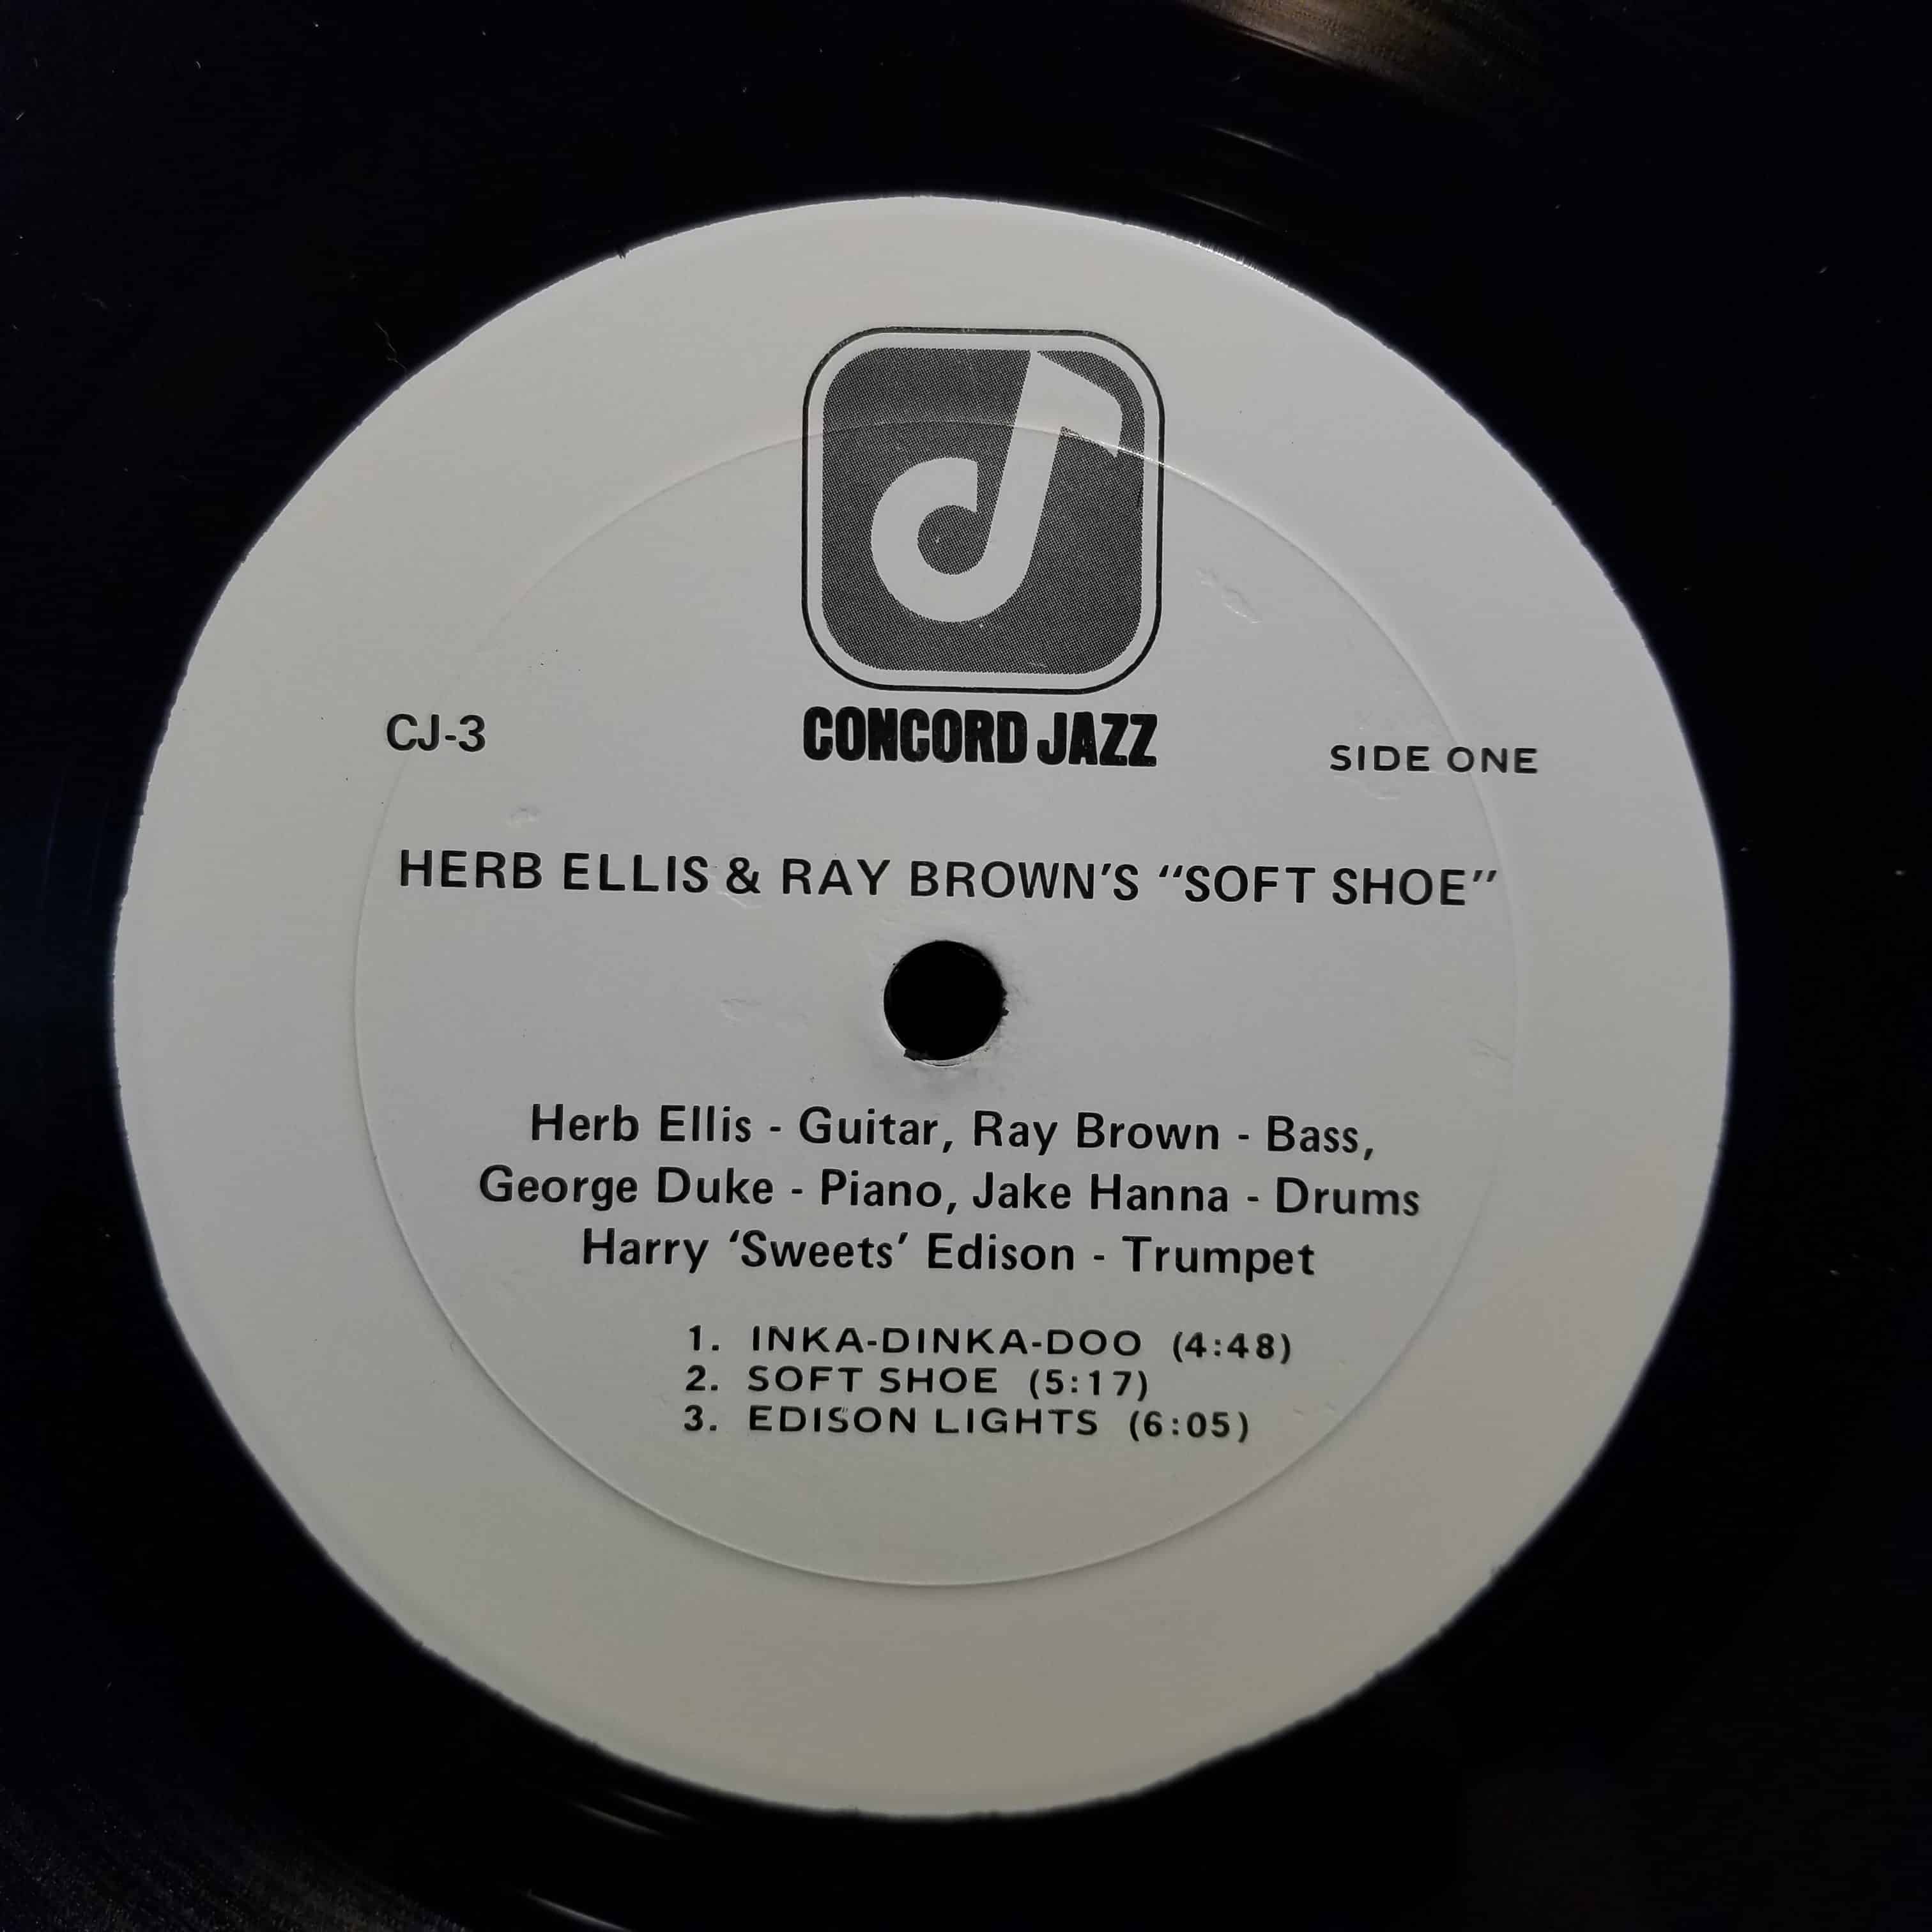 CJ-3
CONCORD JAZZ
SIDE ONE
HERB ELLIS & RAY BROWN'S "SOFT SHOE"
Herb Ellis - Guitar, Ray Brown - Bass,
George Duke - Piano, Jake Hanna - Drums
Harry 'Sweets' Edison - Trumpet
1. INKA-DINKA-DOO (4:48)
2. SOFT SHOE (5:17)
3. EDISON LIGHTS (6:05)